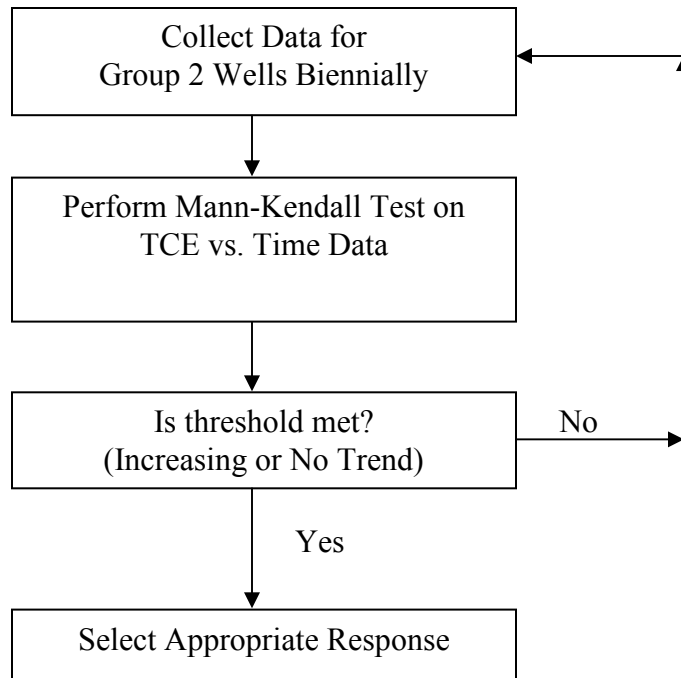 Collect Data for
Group 2 Wells Biennially
Perform Mann-Kendall Test on
TCE vs. Time Data
Is threshold met?
(Increasing or No Trend)
No
Yes
Select Appropriate Response